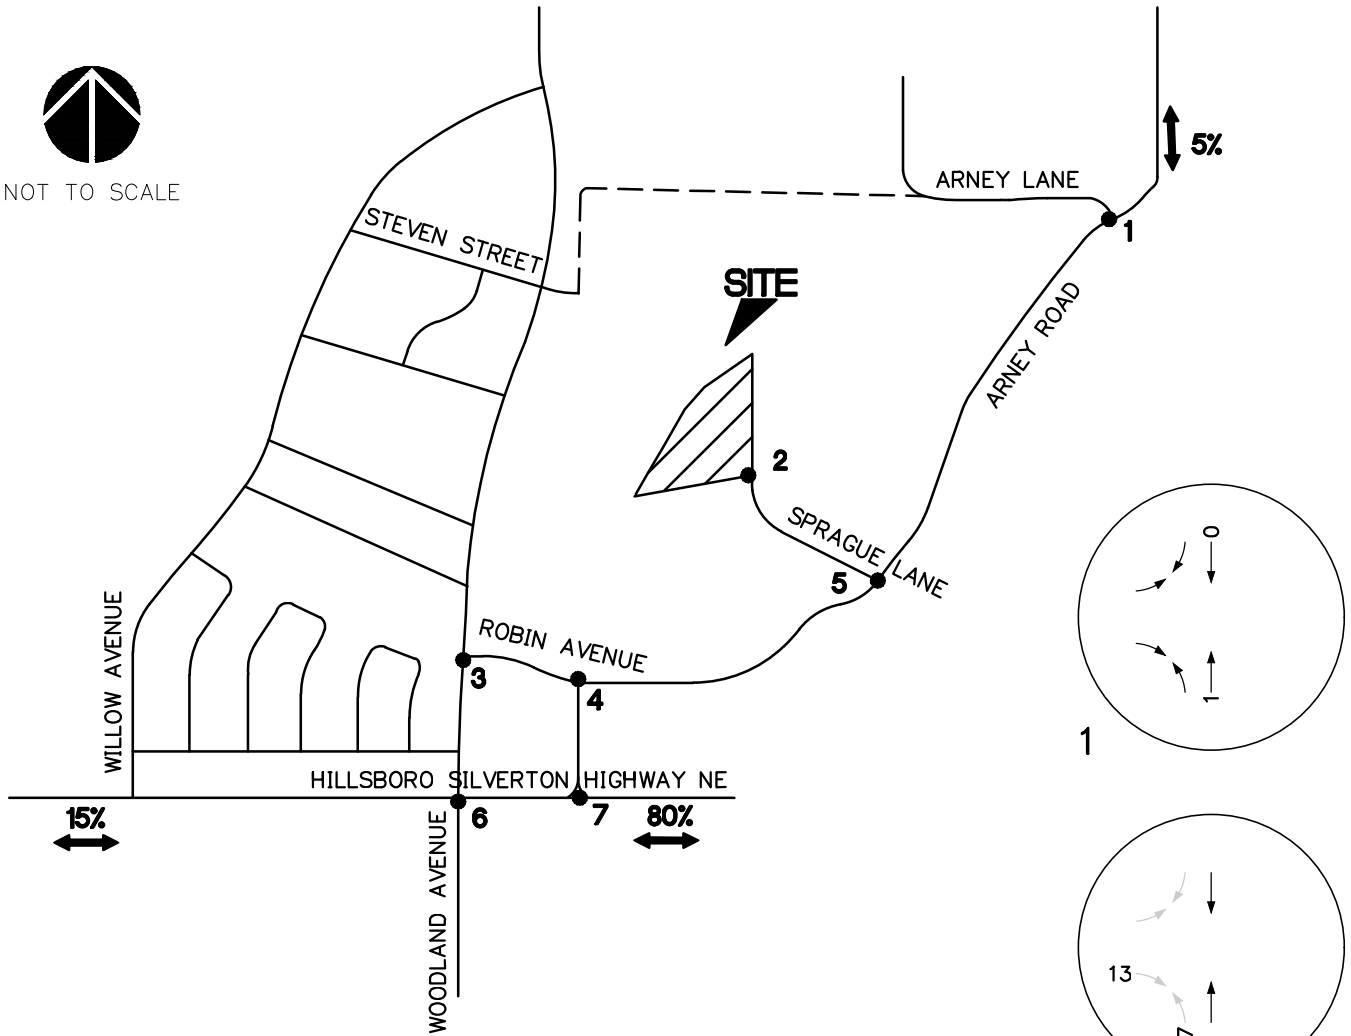 NOT TO SCALE
5%
ARNEY LANE
1
STEVEN STREET
SITE
ARNEY ROAD
2
SPRAGUE LANE
5
0
WILLOW AVENUE
ROBIN AVENUE
3
4
1
1
HILLSBORO SILVERTON HIGHWAY NE
15%
6
7
80%
WOODLAND AVENUE
13
7